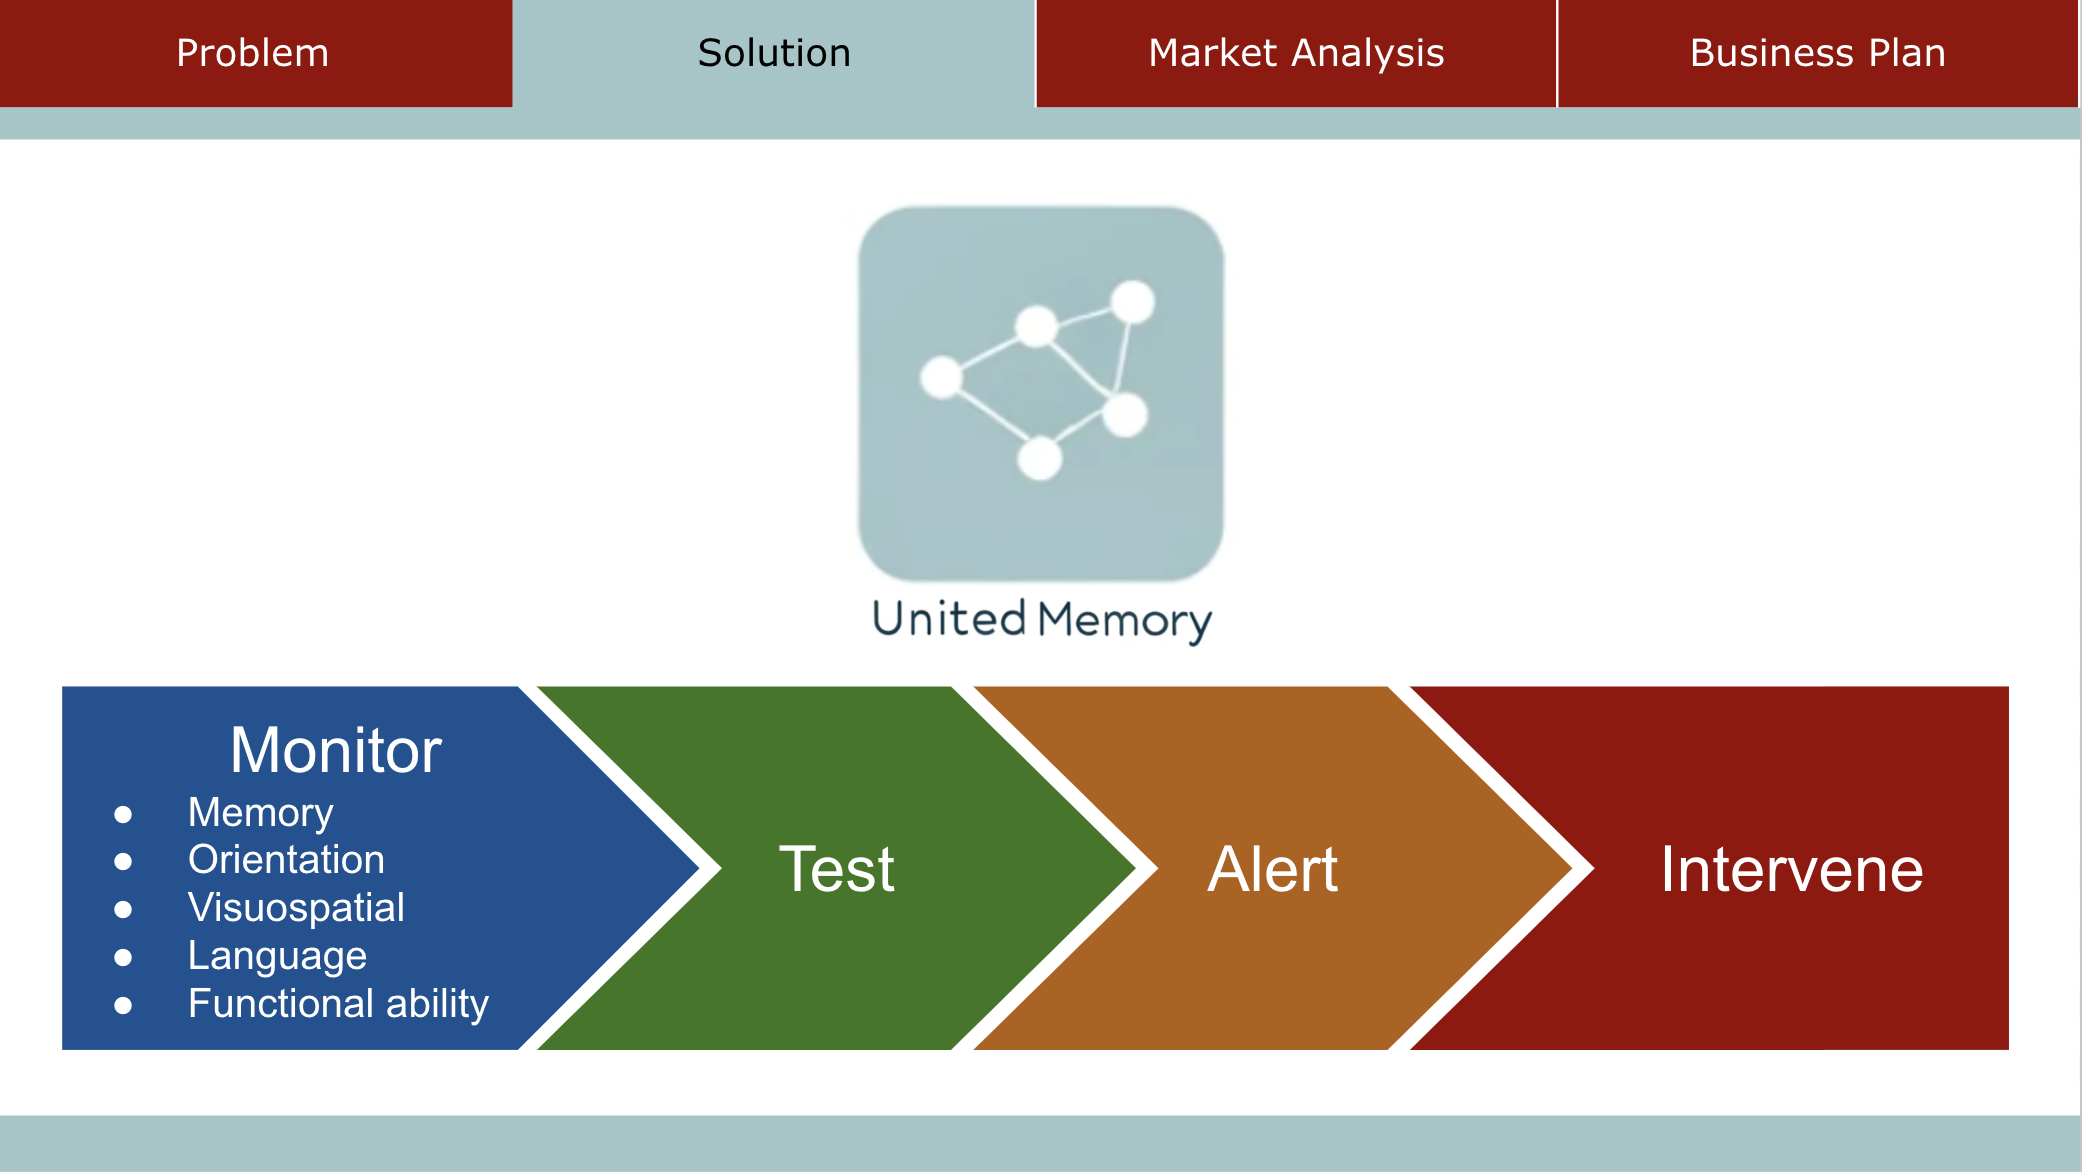 Problem
Solution
Market Analysis
Business Plan
United Memory
Monitor
● Memory
● Orientation
● Visuospatial
● Language
● Functional ability
Test
Alert
Intervene